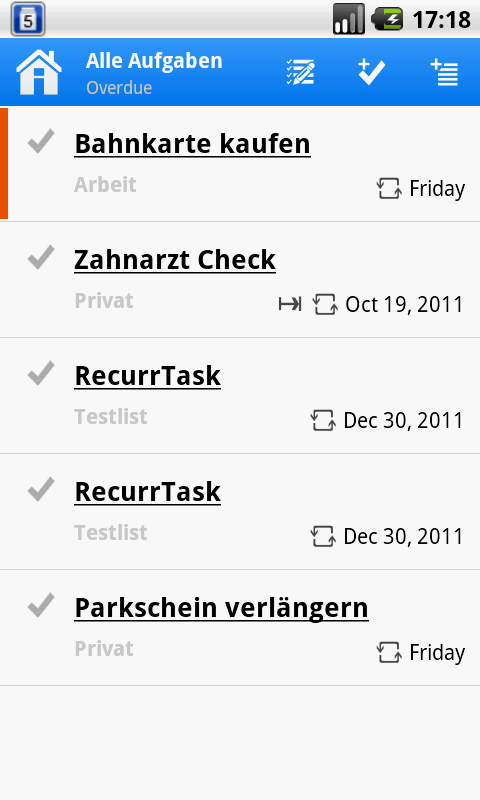 5
17:18
Alle Aufgaben
Overdue
Bahnkarte kaufen
Arbeit
Friday
Zahnarzt Check
Privat
Oct 19, 2011
RecurrTask
Testlist
Dec 30, 2011
RecurrTask
Testlist
Dec 30, 2011
Parkschein verlängern
Privat
Friday